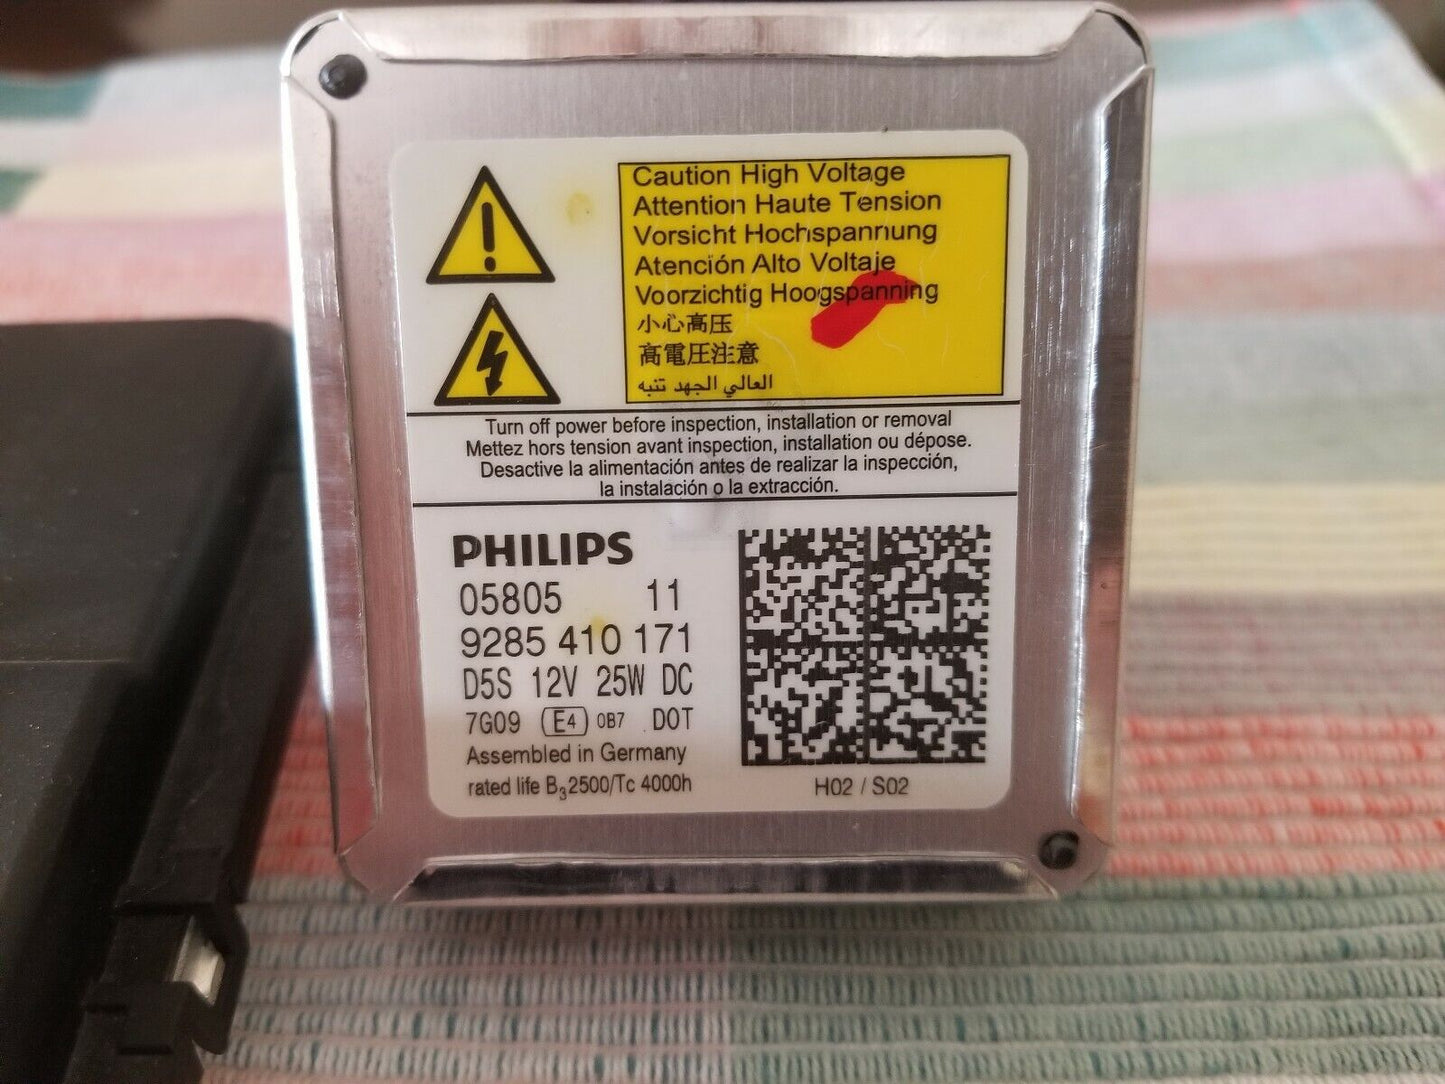 Caution High Voltage
Attention Haute Tension
Vorsicht Hochspannung
Atención Alto Voltaje
Voorzichtig Hoogspanning
小心高压
高電圧注意
العالي الجهد تنبه
Turn off power before inspection, installation or removal
Mettez hors tension avant inspection, installation ou dépose.
Desactive la alimentación antes de realizar la inspección,
la instalación o la extracción.
PHILIPS
05805 11
9285 410 171
D5S 12V 25W DC
7G09 E4 0B7 DOT
Assembled in Germany
rated life B3 2500/Tc 4000h
H02 / S02